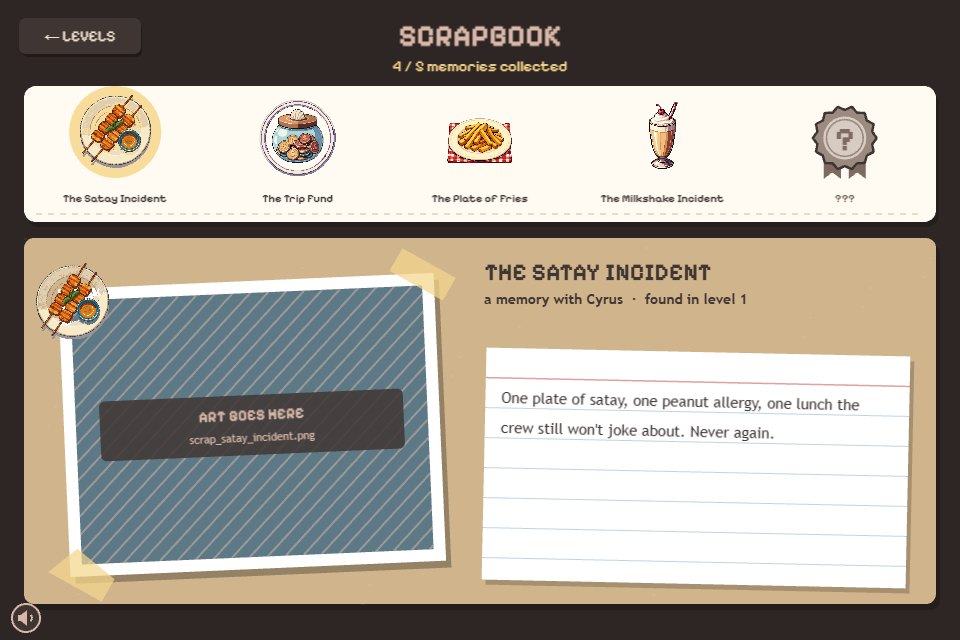 ← LEVELS
SCRAPBOOK
4 / 5 memories collected
The Satay Incident
The Trip Fund
The Plate of Fries
The Milkshake Incident
???
?
THE SATAY INCIDENT
a memory with Cyrus · found in level 1
ART GOES HERE
scrap_satay_incident.png
One plate of satay, one peanut allergy, one lunch the
crew still won't joke about. Never again.